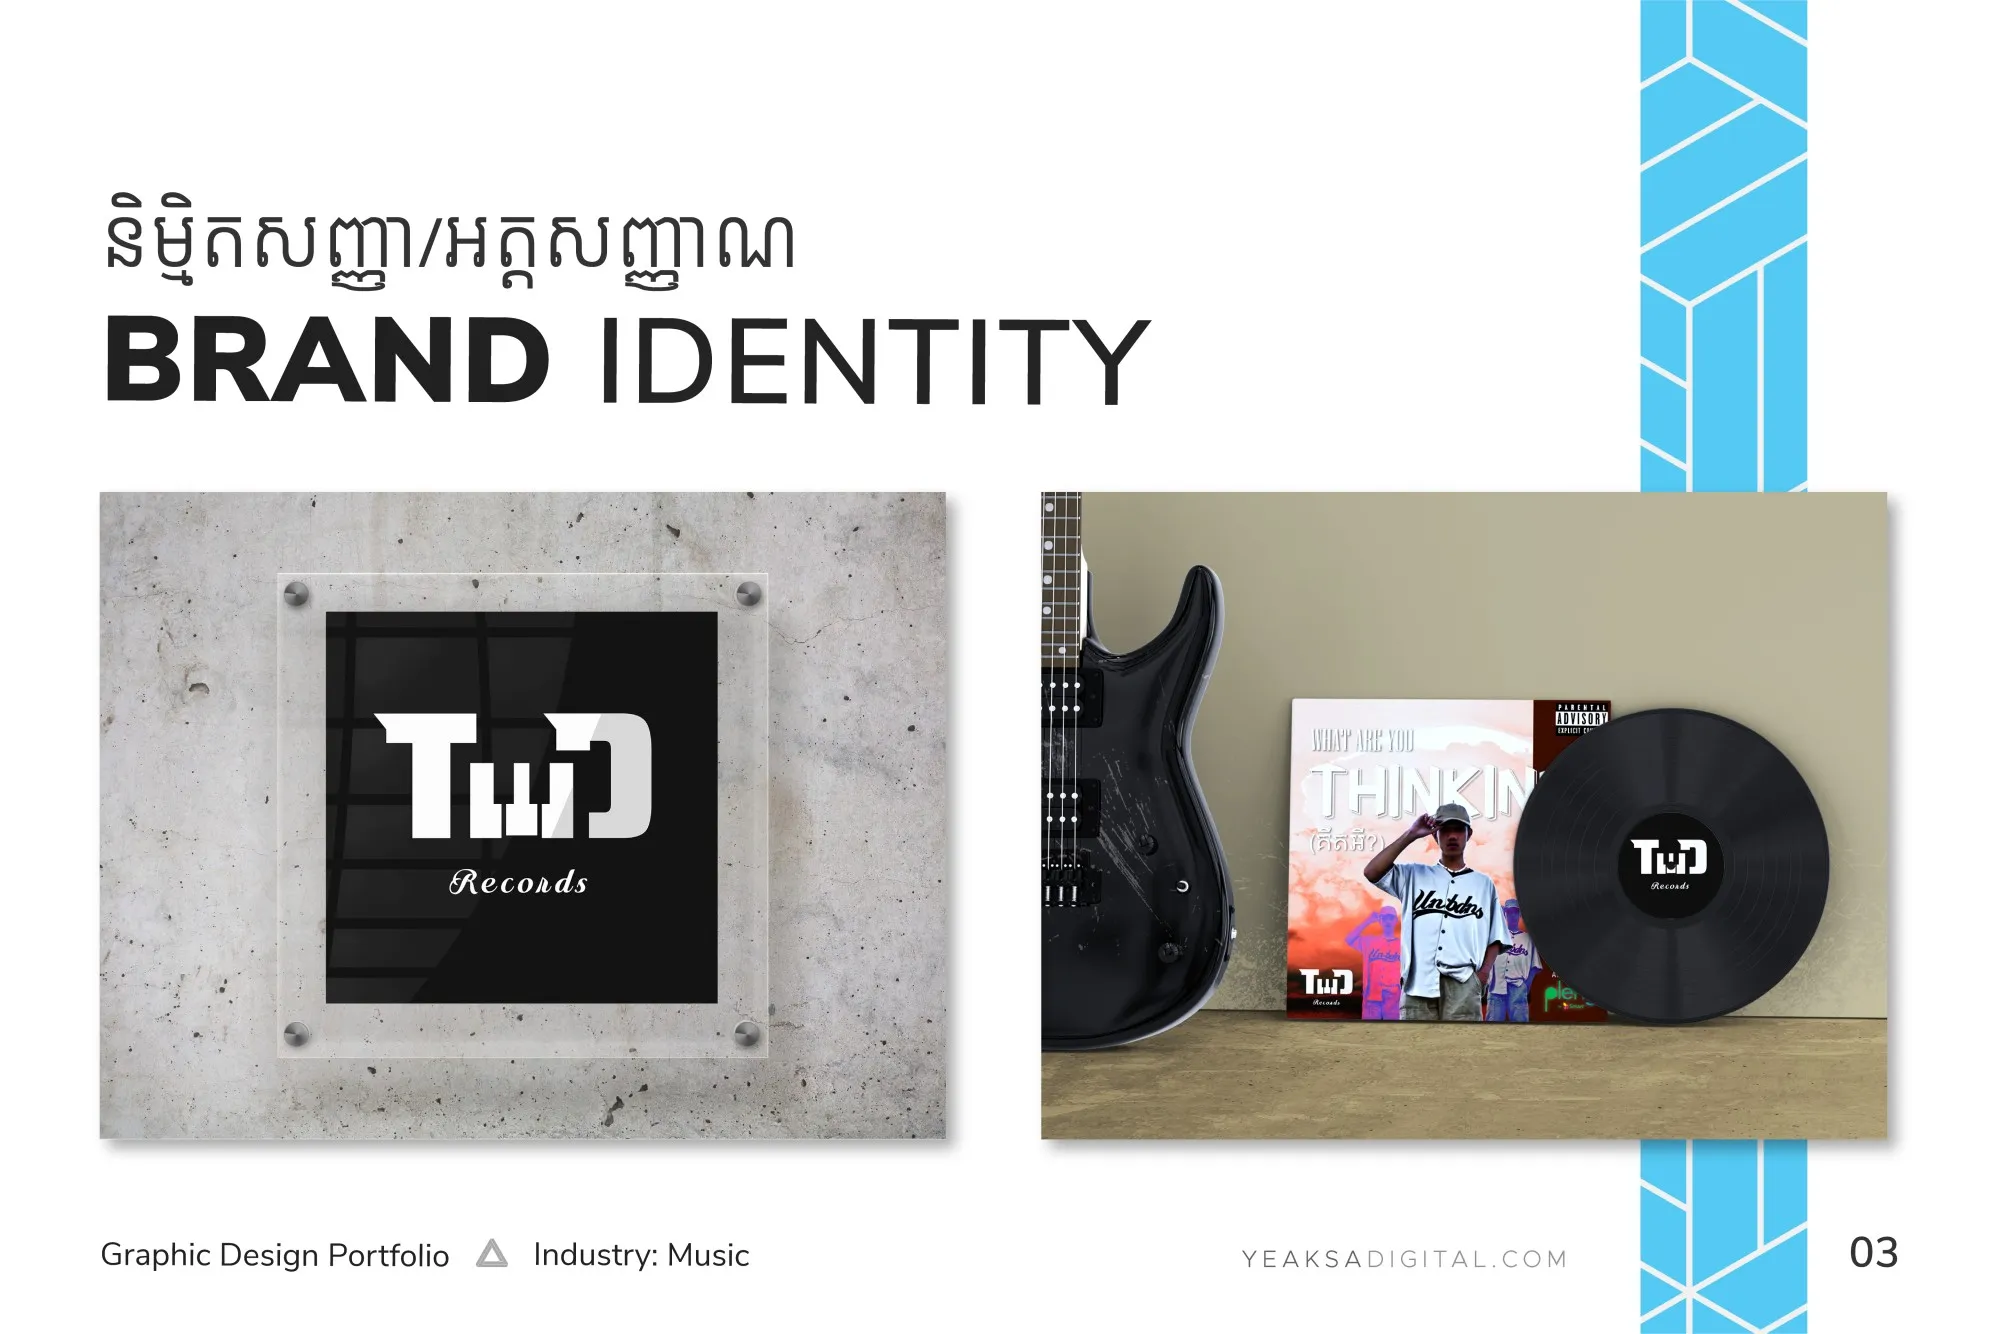 និម្មិតសញ្ញា/អត្តសញ្ញាណ
BRAND IDENTITY
TWD
Records
WHAT ARE YOU
THINKIN
(គឺតអី?)
PARENTAL
ADVISORY
EXPLICIT
Unxbdns
TWD
Records
TWD
Records
Graphic Design Portfolio
Industry: Music
YEAKSADIGITAL.COM
03